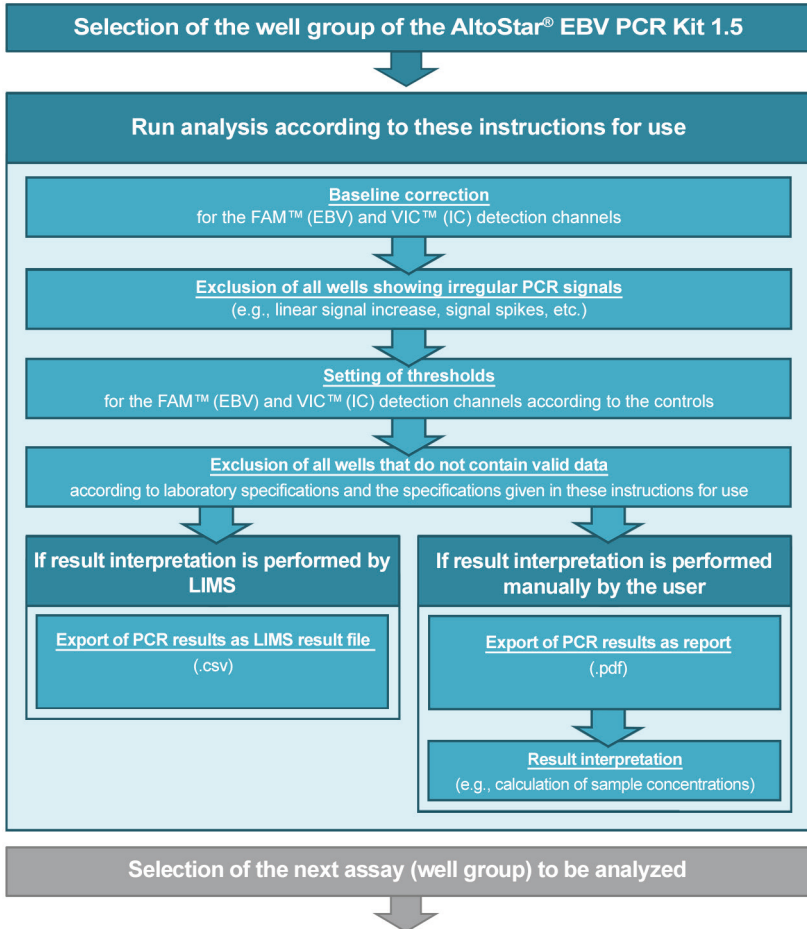 Selection of the well group of the AltoStar® EBV PCR Kit 1.5
Run analysis according to these instructions for use
Baseline correction
for the FAM™ (EBV) and VIC™ (IC) detection channels
Exclusion of all wells showing irregular PCR signals
(e.g., linear signal increase, signal spikes, etc.)
Setting of thresholds
for the FAM™ (EBV) and VIC™ (IC) detection channels according to the controls
Exclusion of all wells that do not contain valid data
according to laboratory specifications and the specifications given in these instructions for use
If result interpretation is performed by
LIMS
Export of PCR results as LIMS result file
(.csv)
If result interpretation is performed
manually by the user
Export of PCR results as report
(.pdf)
Result interpretation
(e.g., calculation of sample concentrations)
Selection of the next assay (well group) to be analyzed